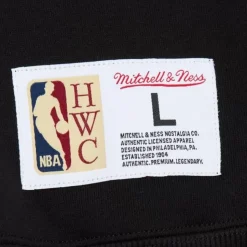 Mitchell & Ness
H
W
C
NBA
L
MITCHELL & NESS NOSTALGIA CO.
AUTHENTIC LICENSED APPAREL
DESIGNED IN PHILADELPHIA, PA
ESTABLISHED 1904
AUTHENTIC. PREMIUM. LEGENDARY.